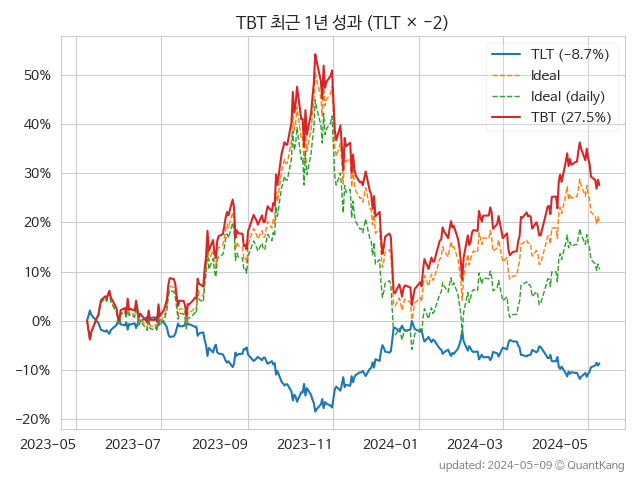 TBT 최근 1년 성과 (TLT × -2)
TLT (-8.7%)
Ideal
Ideal (daily)
TBT (27.5%)
50%
40%
30%
20%
10%
0%
-10%
-20%
2023-05
2023-07
2023-09
2023-11
2024-01
2024-03
2024-05
updated: 2024-05-09 © QuantKang